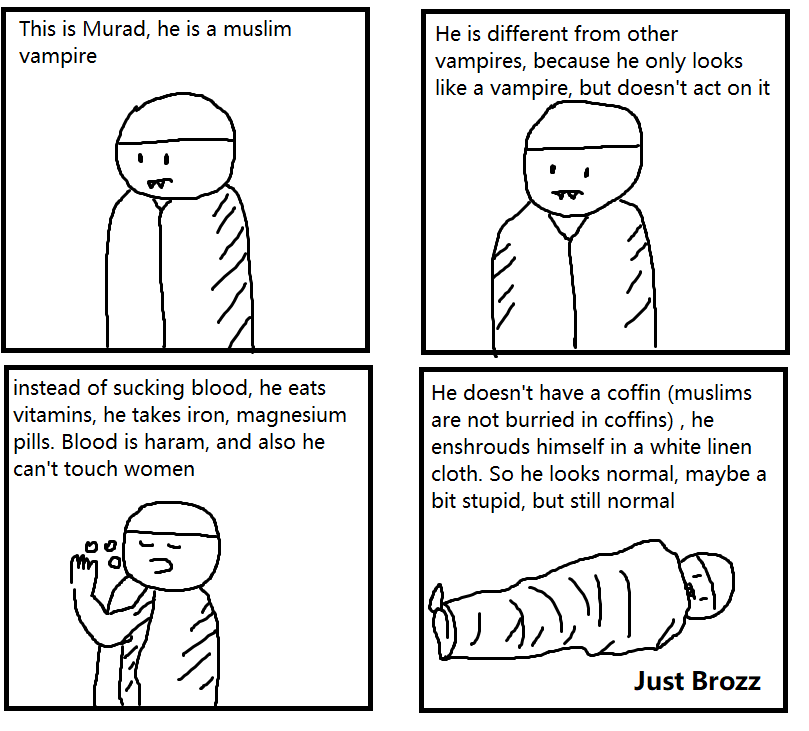 This is Murad, he is a muslim
vampire
He is different from other
vampires, because he only looks
like a vampire, but doesn't act on it
instead of sucking blood, he eats
vitamins, he takes iron, magnesium
pills. Blood is haram, and also he
can't touch women
He doesn't have a coffin (muslims
are not burried in coffins) , he
enshrouds himself in a white linen
cloth. So he looks normal, maybe a
bit stupid, but still normal
Just Brozz